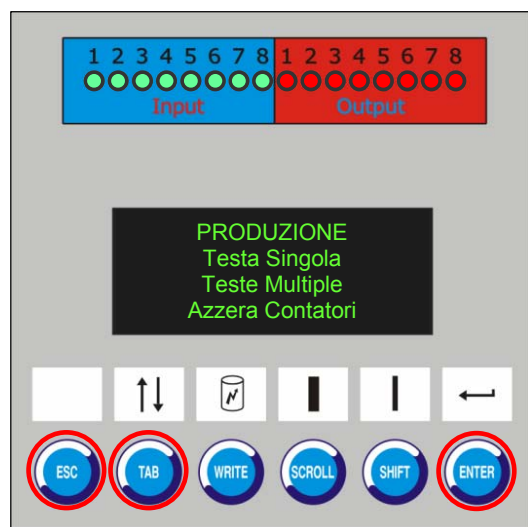 1 2 3 4 5 6 7 8 1 2 3 4 5 6 7 8
Input Output
PRODUZIONE
Testa Singola
Teste Multiple
Azzera Contatori
ESC TAB WRITE SCROLL SHIFT ENTER